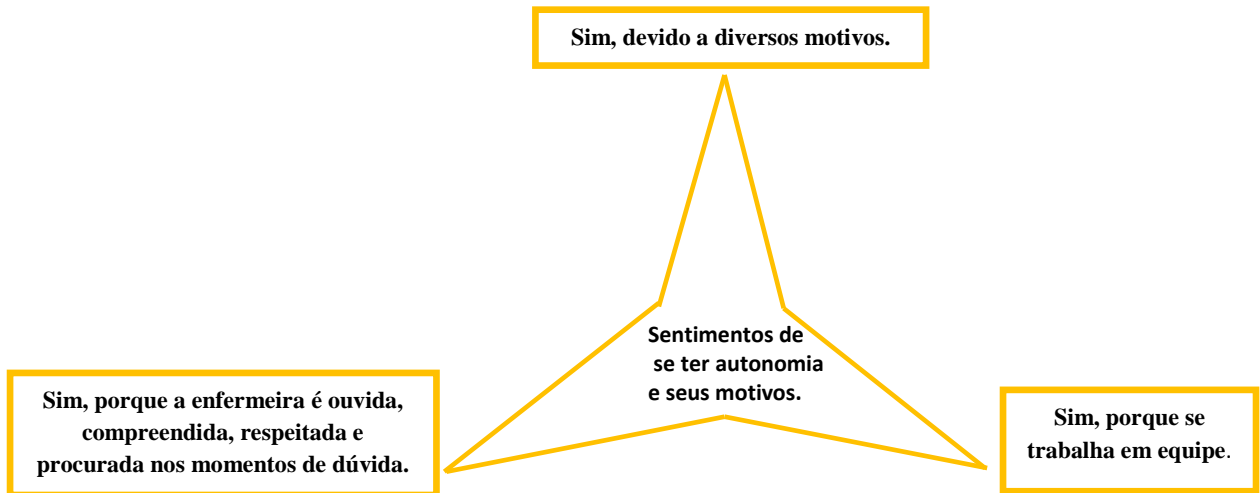 Sim, devido a diversos motivos.
Sentimentos de
se ter autonomia
e seus motivos.
Sim, porque a enfermeira é ouvida,
compreendida, respeitada e
procurada nos momentos de dúvida.
Sim, porque se
trabalha em equipe.